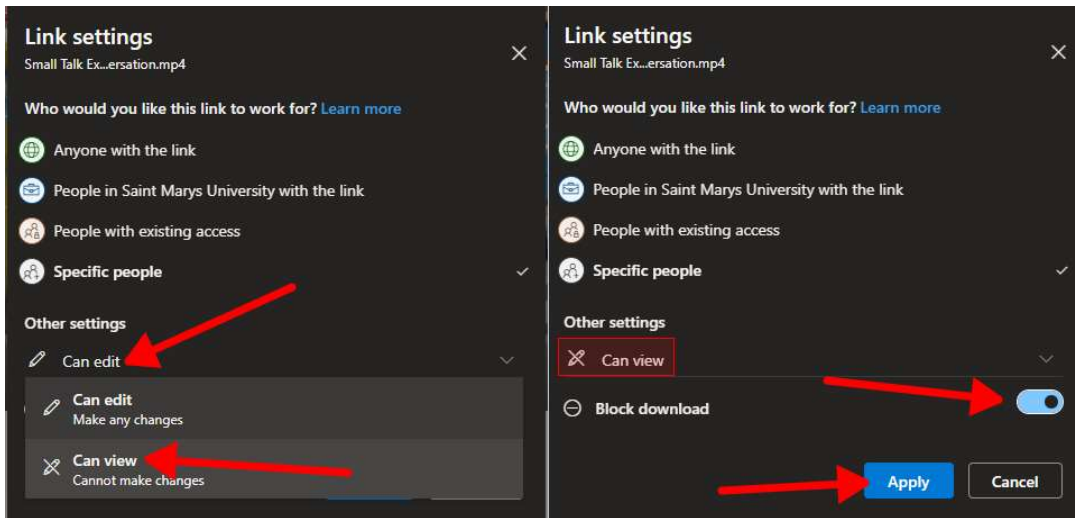 Link settings
Small Talk Ex...ersation.mp4
Who would you like this link to work for? Learn more
Anyone with the link
People in Saint Marys University with the link
People with existing access
Specific people
Other settings
Can edit
Can edit
Make any changes
Can view
Cannot make changes
Link settings
Small Talk Ex...ersation.mp4
Who would you like this link to work for? Learn more
Anyone with the link
People in Saint Marys University with the link
People with existing access
Specific people
Other settings
Can view
Block download
Apply Cancel